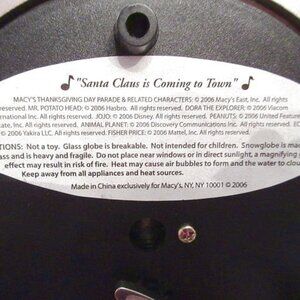 "Santa Claus is Coming to Town"
MACY'S THANKSGIVING DAY PARADE & RELATED CHARACTERS: © 2006 Macy's East, Inc. All rights
reserved. MR. POTATO HEAD: © 2006 Hasbro. All rights reserved. DORA THE EXPLORER: © 2006 Viacom
International Inc. All rights reserved. JOJO: © 2006 Disney. All rights reserved. PEANUTS: © 2006 United Feature
All rights reserved. ANIMAL PLANET: © 2006 Discovery Communications Inc. All rights reserved.
© 2006 Yakira LLC. All rights reserved. FISHER PRICE: © 2006 Mattel, Inc. All rights reserved.
Not a toy. Glass globe is breakable. Not intended for children. Snowglobe is
and is heavy and fragile. Do not place near windows or in direct sunlight, a magnifying
effect may result in risk of fire. Heat may cause air bubbles to form and the water to
Keep away from all appliances and heat sources.
Made in China exclusively for Macy's, NY, NY 10001 © 2006